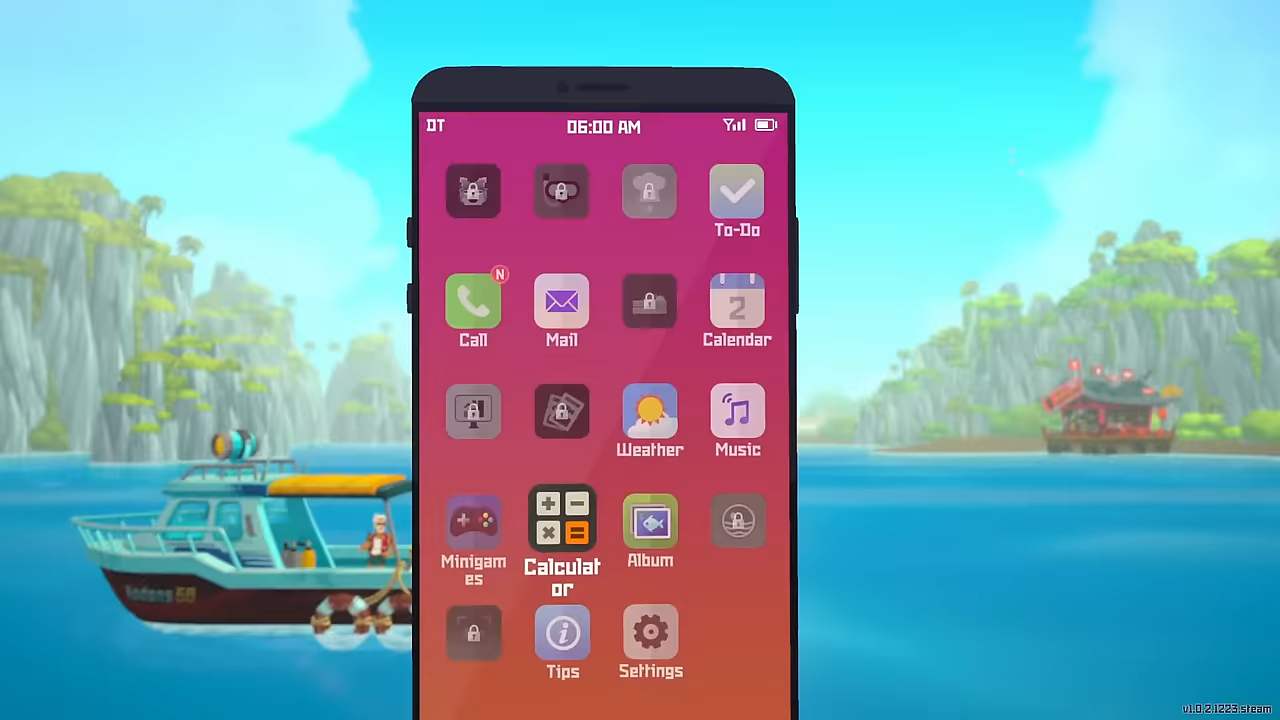 DT
06:00 AM
To-Do
N
Call
Mail
2
Calendar
Weather
Music
Minigam
es
Calculat
or
Album
Tips
Settings
v1.0.2.1223.steam